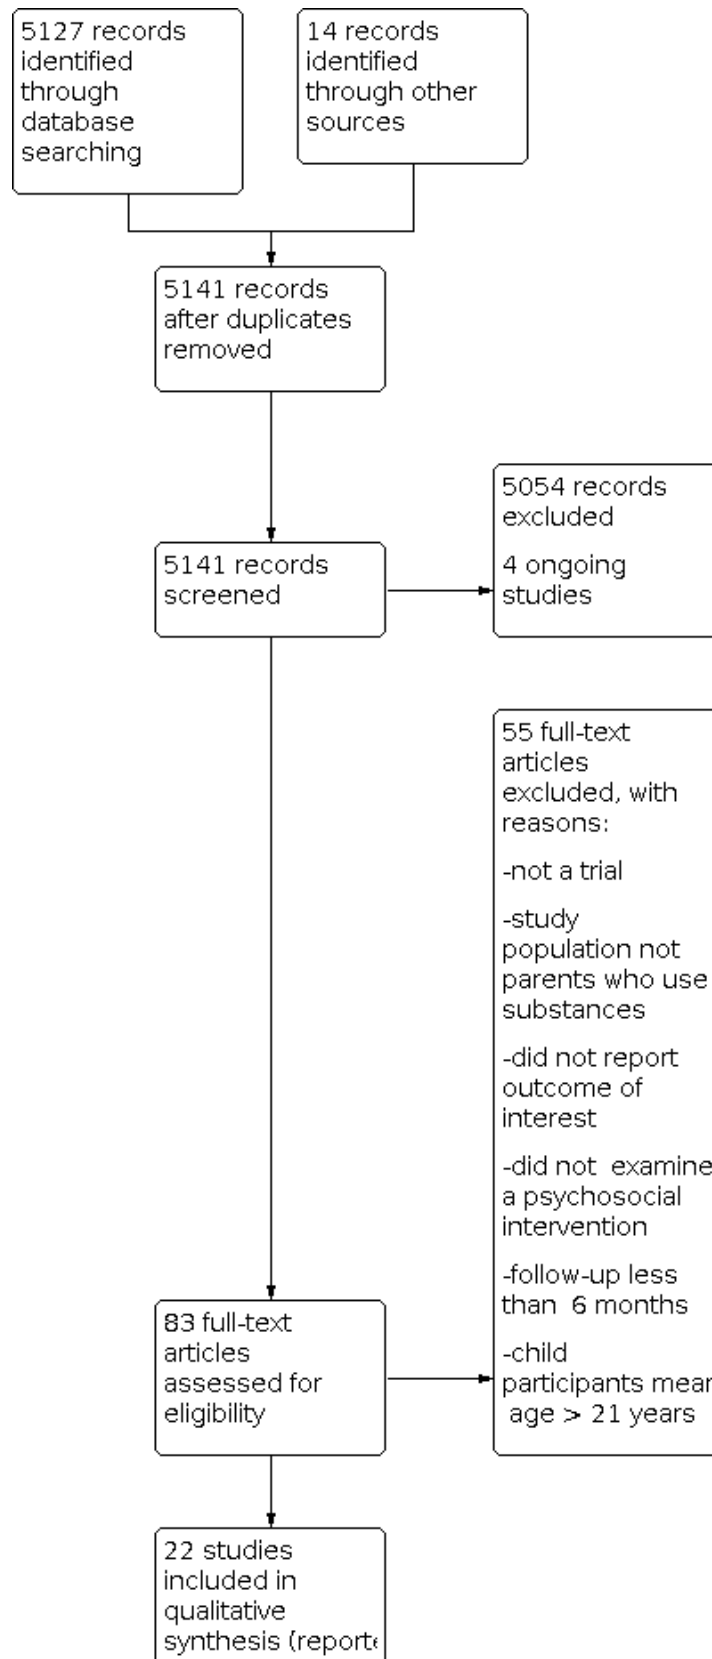 5127 records
identified
through
database
searching
14 records
identified
through other
sources
5141 records
after duplicates
removed
5054 records
excluded
4 ongoing
studies
5141 records
screened
55 full-text
articles
excluded, with
reasons:
-not a trial
-study
population not
parents who use
substances
-did not report
outcome of
interest
-did not  examine
a psychosocial
intervention
-follow-up less
than  6 months
-child
participants
age > 21 years
83 full-text
articles
assessed for
eligibility
22 studies
included in
qualitative
synthesis